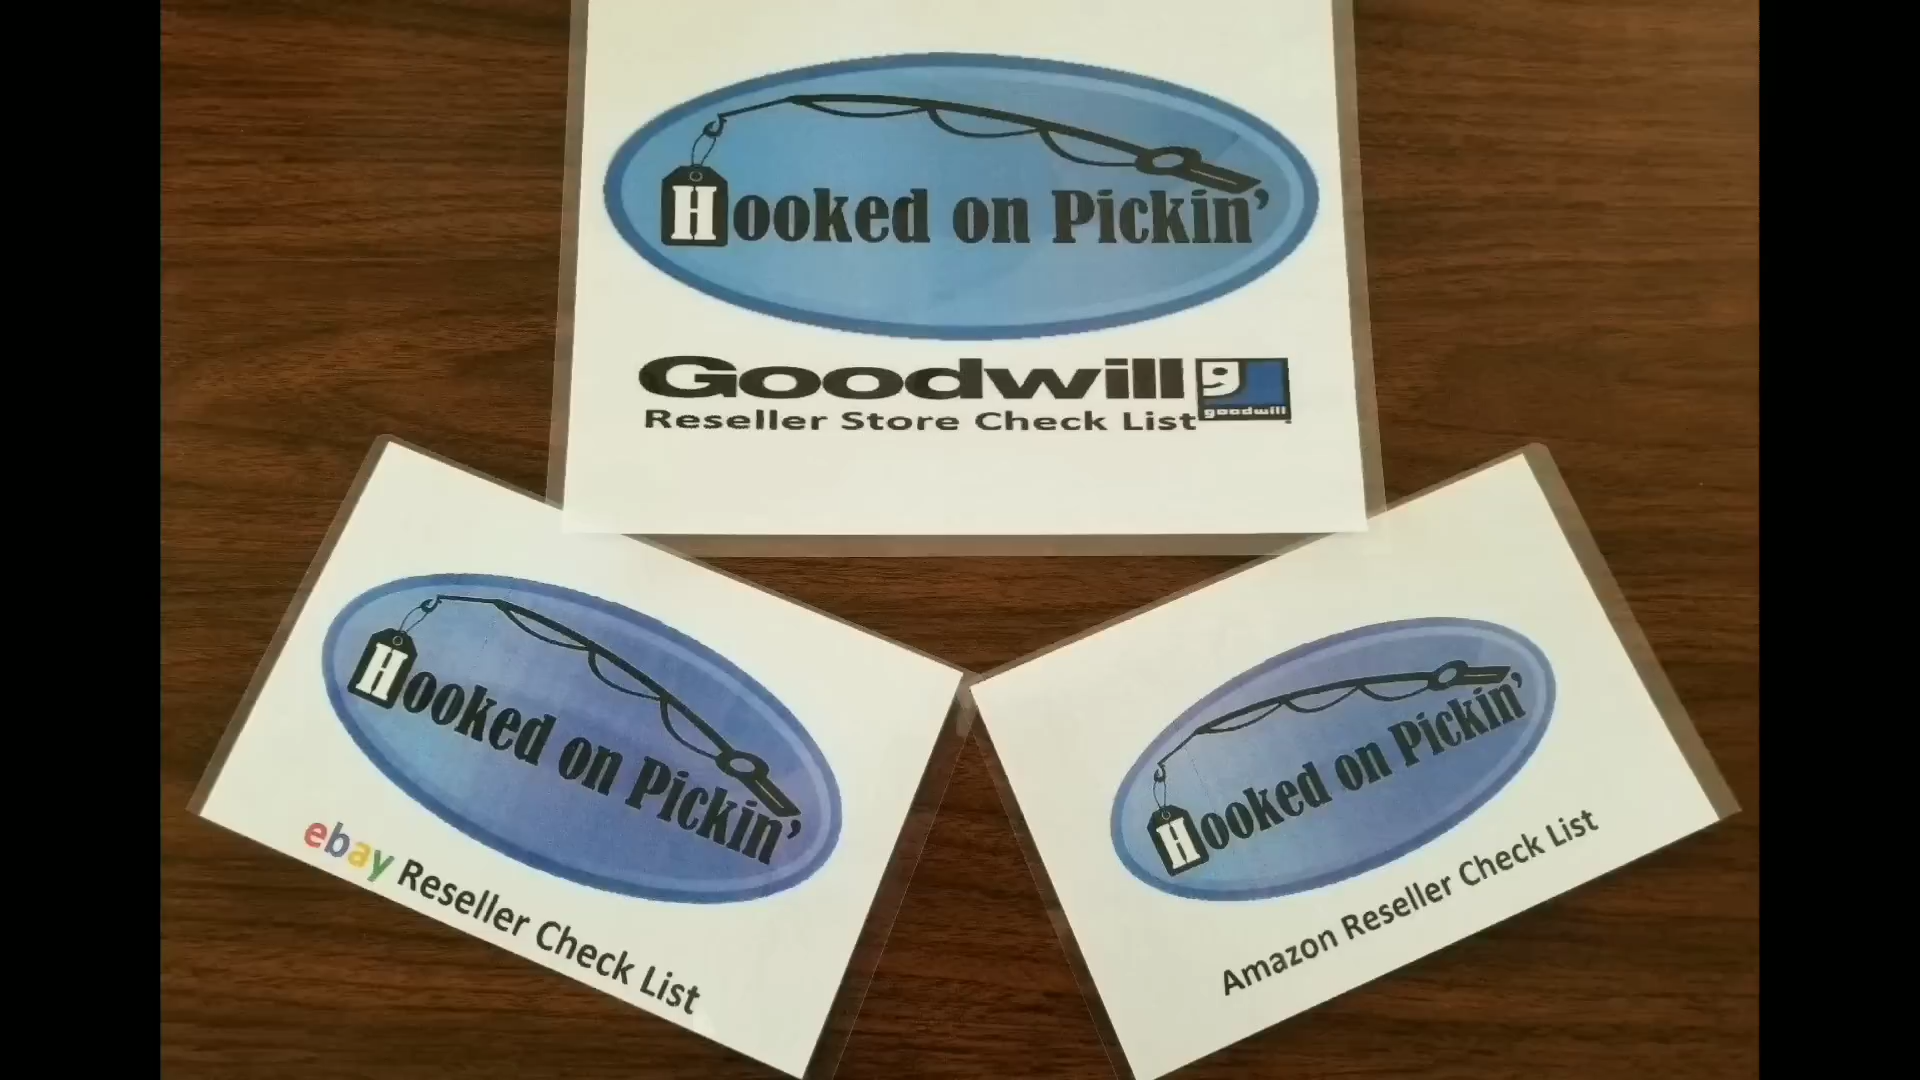 Hooked on Pickin'
Goodwill
g
goodwill
Reseller Store Check List
Hooked on Pickin'
ebay Reseller Check List
Hooked on Pickin'
Amazon Reseller Check List